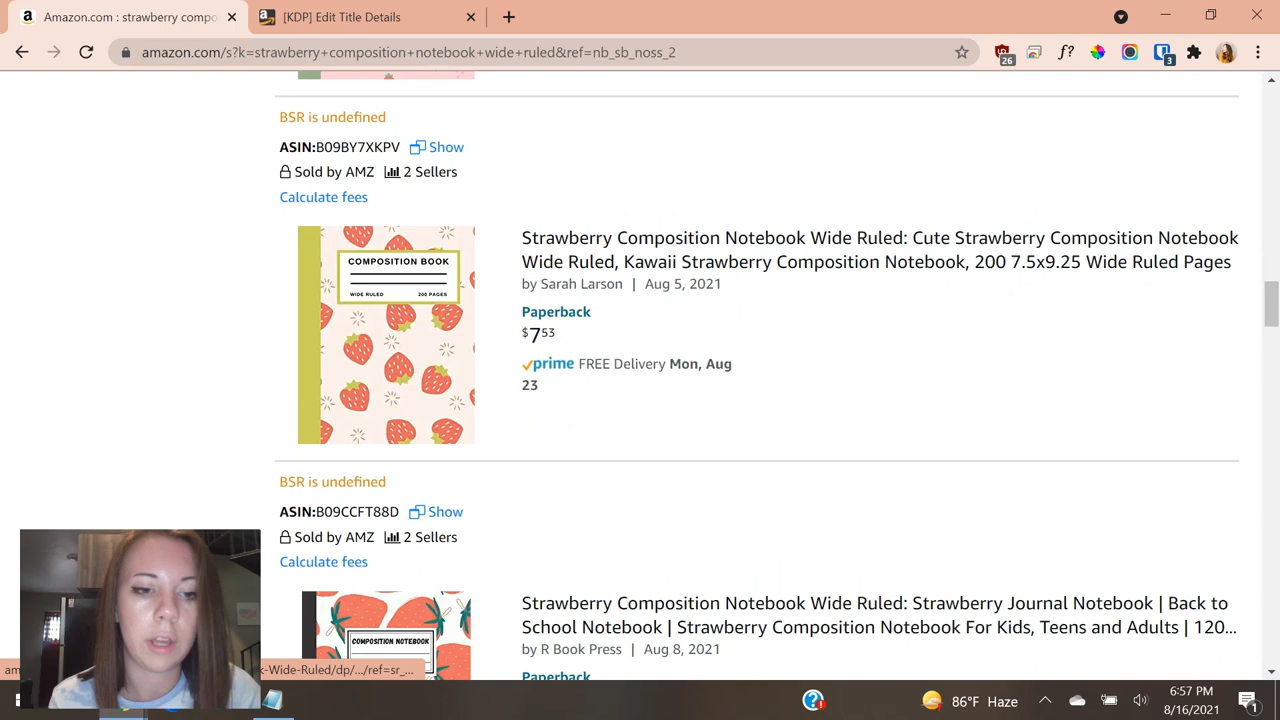 Amazon.com : strawberry compo
[KDP] Edit Title Details
amazon.com/s?k=strawberry+composition+notebook+wide+ruled&ref=nb_sb_noss_2
26
f?
3
BSR is undefined
ASIN:B09BY7XKPV Show
Sold by AMZ 2 Sellers
Calculate fees
COMPOSITION BOOK
WIDE RULED 200 PAGES
Strawberry Composition Notebook Wide Ruled: Cute Strawberry Composition Notebook
Wide Ruled, Kawaii Strawberry Composition Notebook, 200 7.5x9.25 Wide Ruled Pages
by Sarah Larson | Aug 5, 2021
Paperback
$7 53
prime FREE Delivery Mon, Aug
23
BSR is undefined
ASIN:B09CCFT88D Show
Sold by AMZ 2 Sellers
Calculate fees
COMPOSITION NOTEBOOK
Strawberry Composition Notebook Wide Ruled: Strawberry Journal Notebook | Back to
School Notebook | Strawberry Composition Notebook For Kids, Teens and Adults | 120...
by R Book Press | Aug 8, 2021
Paperback
am
k-Wide-Ruled/dp/.../ref=sr_...
86°F Haze
6:57 PM
8/16/2021
1